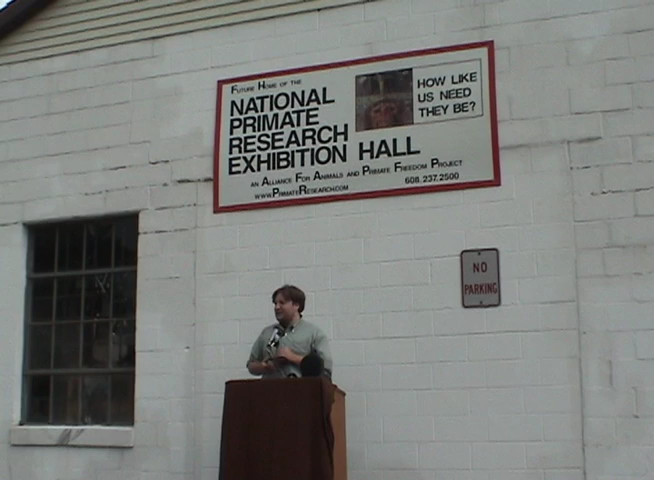 FUTURE HOME OF THE
NATIONAL
PRIMATE
RESEARCH
EXHIBITION HALL
HOW LIKE
US NEED
THEY BE?
AN ALLIANCE FOR ANIMALS AND PRIMATE FREEDOM PROJECT
WWW.PRIMATERESEARCH.COM
608.237.2500
NO
PARKING